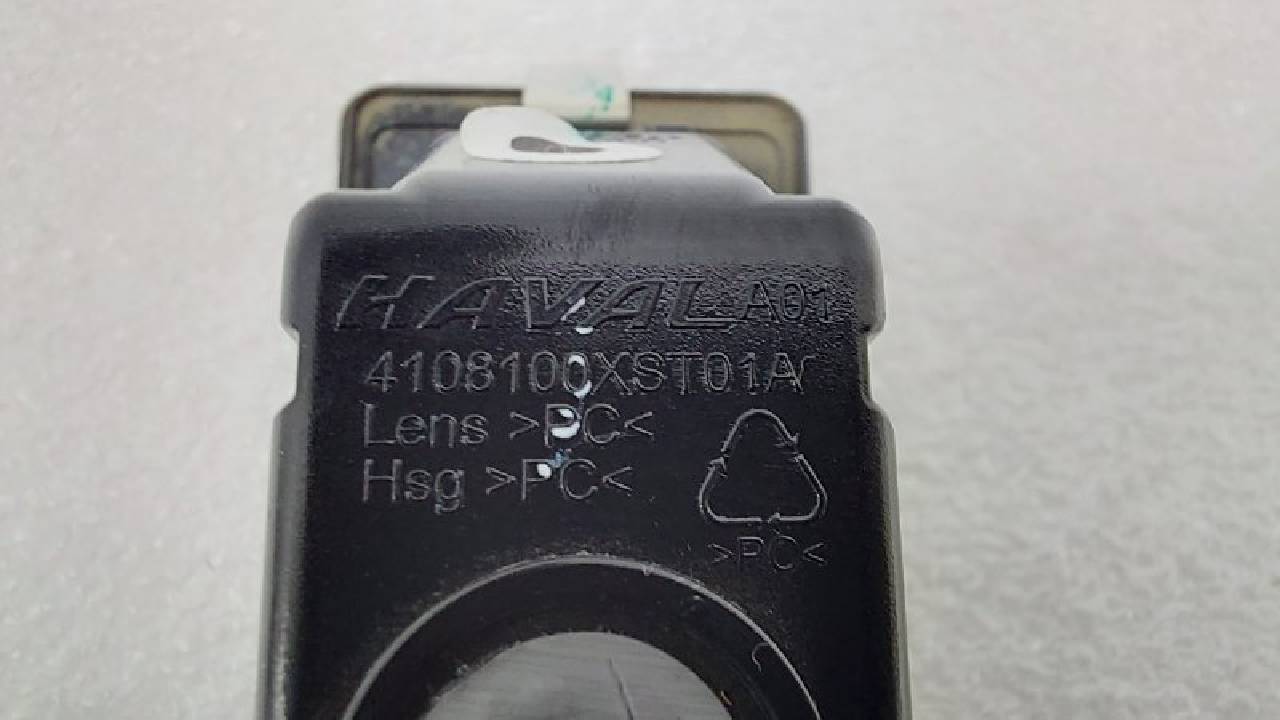 HAVAL A01
4108100XST01A
Lens >PC<
Hsg >PC<
>PC<